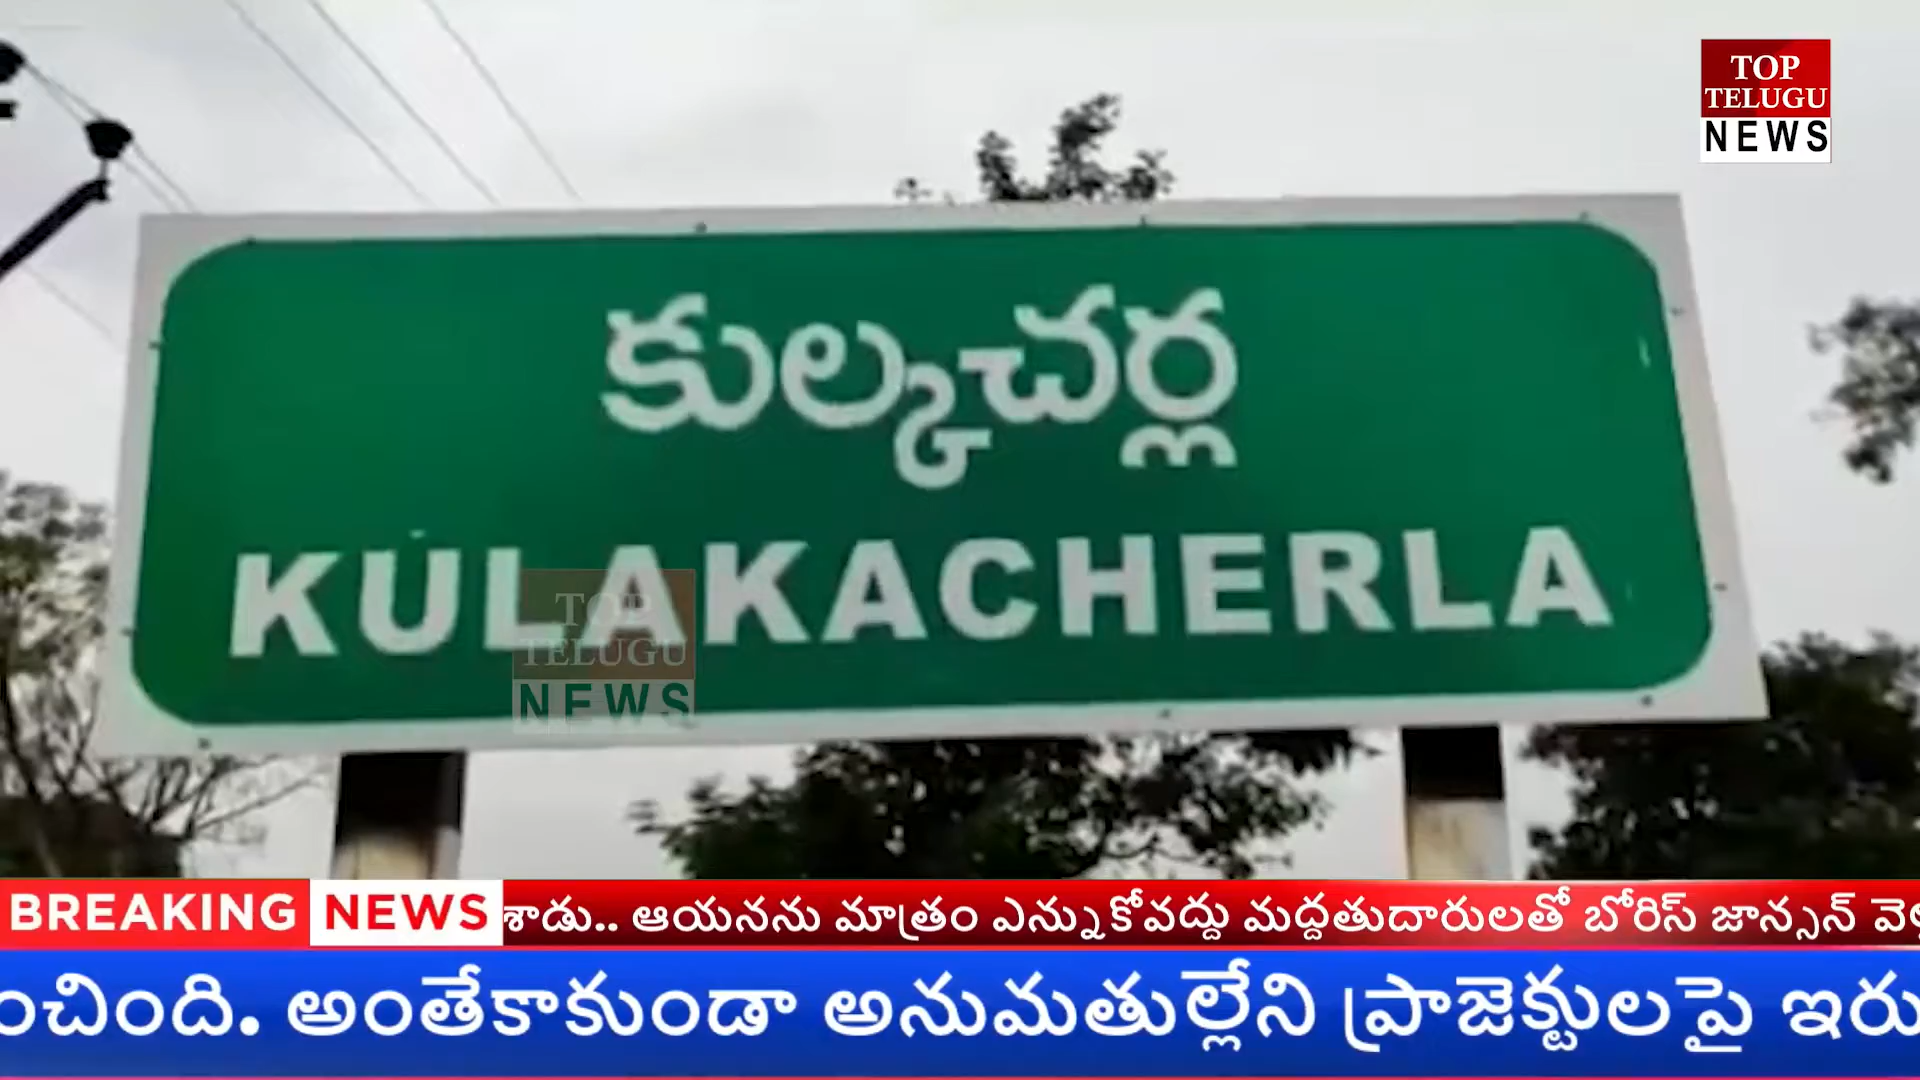 TOP
TELUGU
NEWS
కుల్కచర్ల
KULAKACHERLA
TOP
TELUGU
NEWS
BREAKING NEWS శాడు.. ఆయనను మాత్రం ఎన్నుకోవద్దు మద్దతుదారులతో బోరిస్ జాన్సన్
అంతేకాకుండా అనుమతుల్లేని ప్రాజెక్టులపై